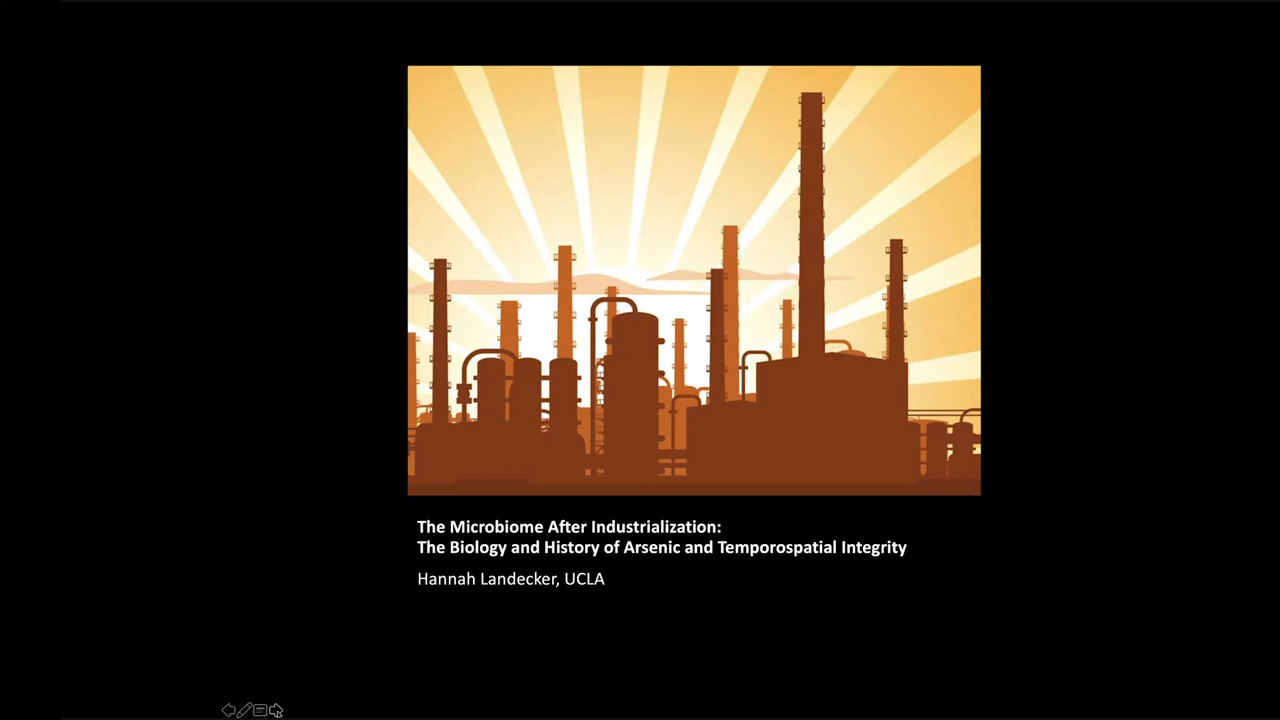 The Microbiome After Industrialization:
The Biology and History of Arsenic and Temporospatial Integrity
Hannah Landecker, UCLA